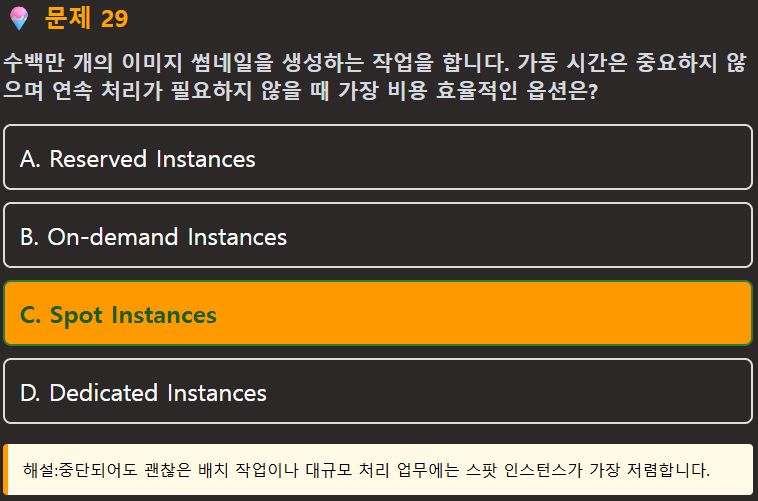 문제 29
수백만 개의 이미지 썸네일을 생성하는 작업을 합니다. 가동 시간은 중요하지 않
으며 연속 처리가 필요하지 않을 때 가장 비용 효율적인 옵션은?
A. Reserved Instances
B. On-demand Instances
C. Spot Instances
D. Dedicated Instances
해설:중단되어도 괜찮은 배치 작업이나 대규모 처리 업무에는 스팟 인스턴스가 가장 저렴합니다.